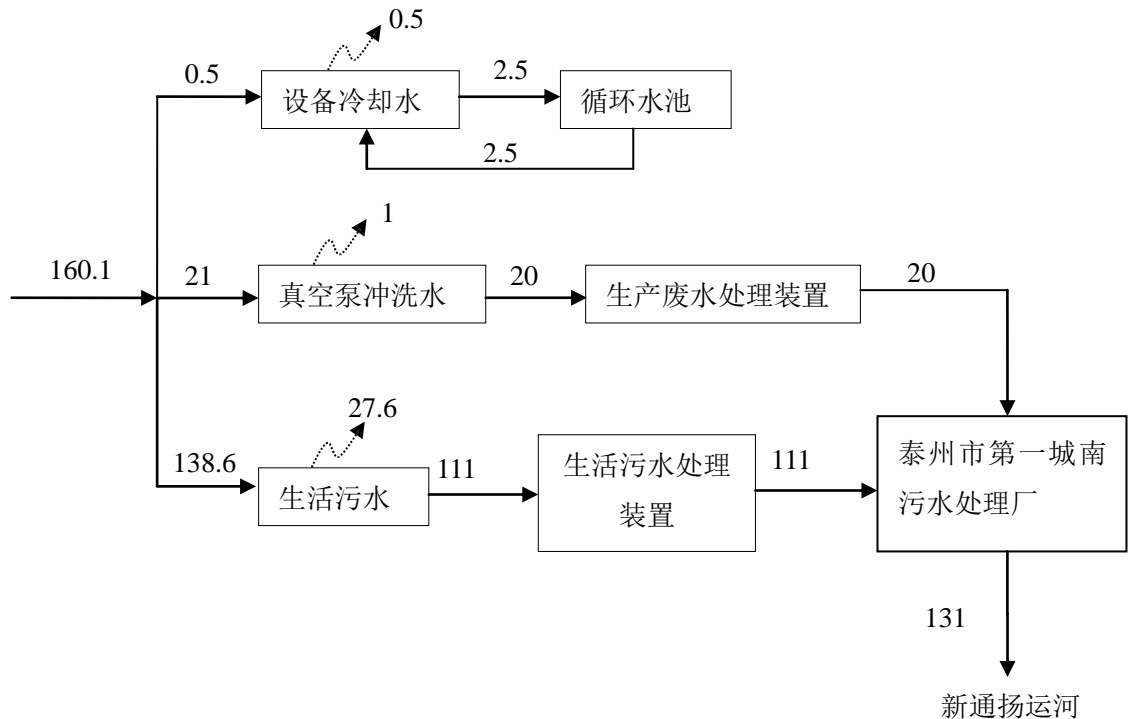 0.5
0.5
2.5
设备冷却水
循环水池
2.5
1
160.1
21
真空泵冲洗水
20
生产废水处理装置
20
27.6
138.6
生活污水
111
生活污水处理
装置
111
泰州市第一城南
污水处理厂
131
新通扬运河